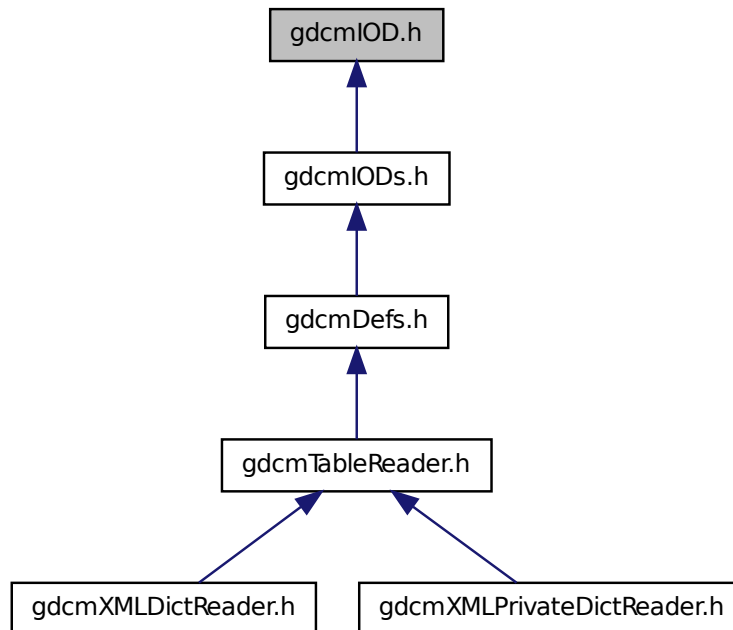 gdcmIOD.h
gdcmIODs.h
gdcmDefs.h
gdcmTableReader.h
gdcmXMLDictReader.h
gdcmXMLPrivateDictReader.h